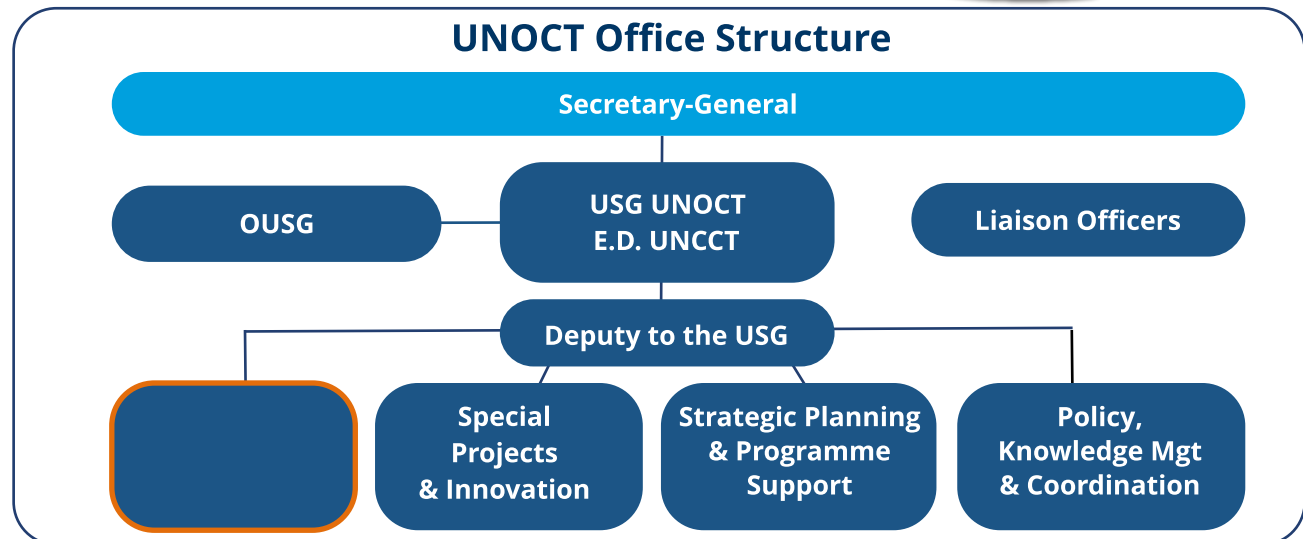 UNOCT Office Structure
Secretary-General
OUSG
USG UNOCT
E.D. UNCCT
Liaison Officers
Deputy to the USG
Special
Projects
& Innovation
Strategic Planning
& Programme
Support
Policy,
Knowledge Mgt
& Coordination